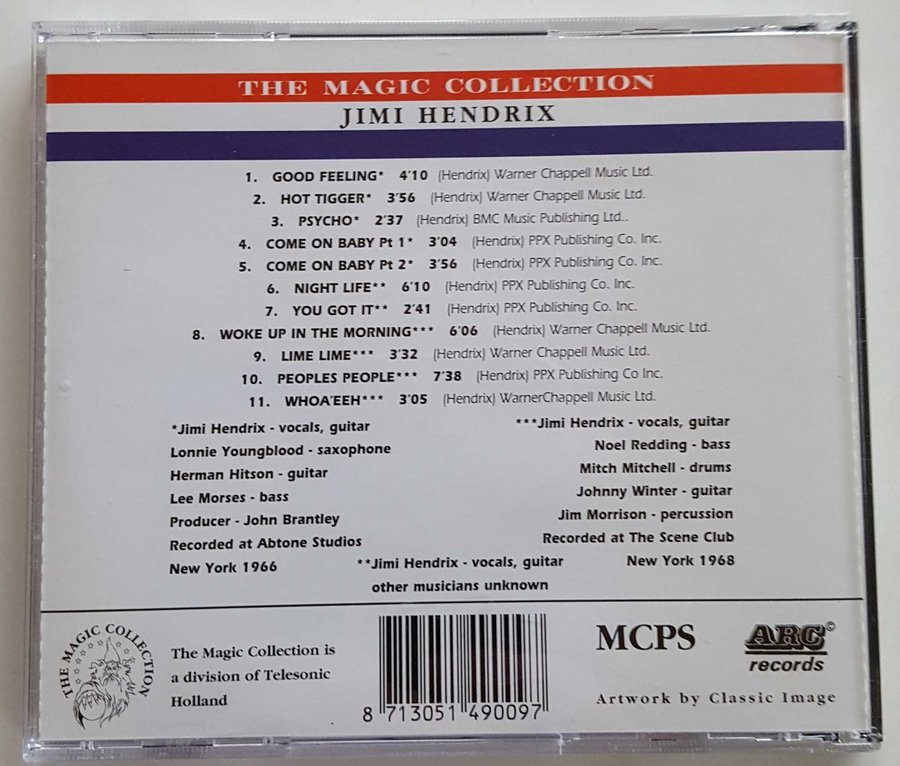 THE MAGIC COLLECTION
JIMI HENDRIX
1. GOOD FEELING* 4'10 (Hendrix) Warner Chappell Music Ltd.
2. HOT TIGGER* 3'56 (Hendrix) Warner Chappell Music Ltd.
3. PSYCHO* 2'37 (Hendrix) BMC Music Publishing Ltd..
4. COME ON BABY Pt 1* 3'04 (Hendrix) PPX Publishing Co. Inc.
5. COME ON BABY Pt 2* 3'56 (Hendrix) PPX Publishing Co. Inc.
6. NIGHT LIFE** 6'10 (Hendrix) PPX Publishing Co. Inc.
7. YOU GOT IT** 2'41 (Hendrix) PPX Publishing Co. Inc.
8. WOKE UP IN THE MORNING*** 6'06 (Hendrix) Warner Chappell Music Ltd.
9. LIME LIME*** 3'32 (Hendrix) Warner Chappell Music Ltd.
10. PEOPLES PEOPLE*** 7'38 (Hendrix) PPX Publishing Co Inc.
11. WHOA'EEH*** 3'05 (Hendrix) WarnerChappell Music Ltd.
*Jimi Hendrix - vocals, guitar
Lonnie Youngblood - saxophone
Herman Hitson - guitar
Lee Morses - bass
Producer - John Brantley
Recorded at Abtone Studios
New York 1966
**Jimi Hendrix - vocals, guitar
other musicians unknown
***Jimi Hendrix - vocals, guitar
Noel Redding - bass
Mitch Mitchell - drums
Johnny Winter - guitar
Jim Morrison - percussion
Recorded at The Scene Club
New York 1968
THE MAGIC COLLECTION
The Magic Collection is
a division of Telesonic
Holland
8 713051 490097
MCPS
ARC©
records
Artwork by Classic Image